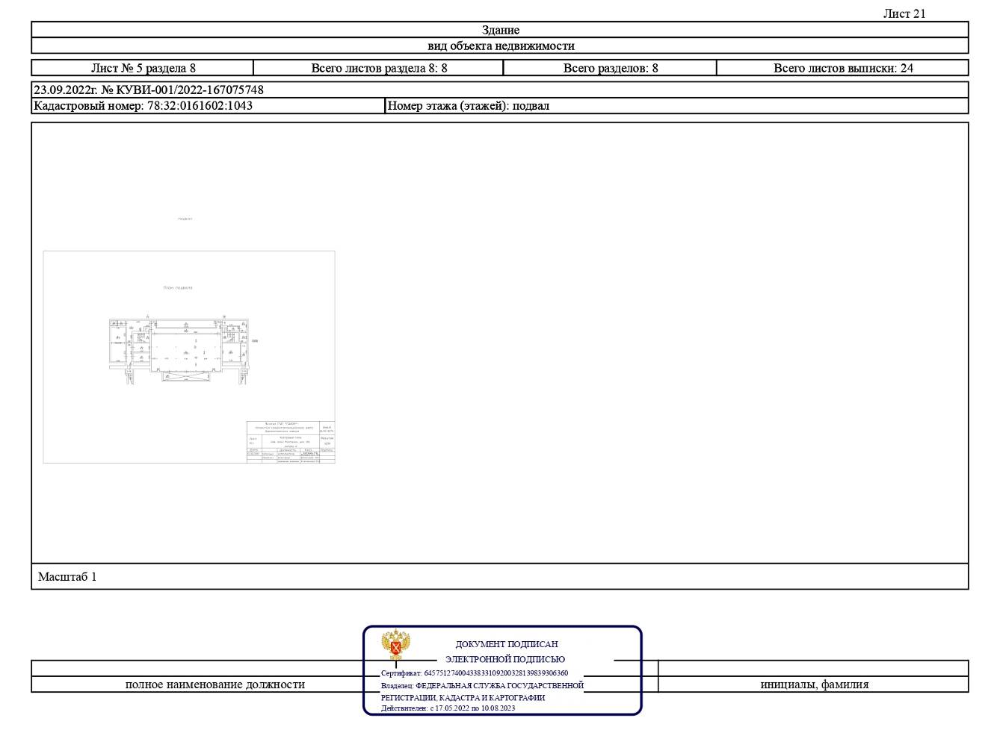 Лист 21
Здание
вид объекта недвижимости
Лист № 5 раздела 8 Всего листов раздела 8: 8 Всего разделов: 8 Всего листов выписки: 24
23.09.2022г. № КУВИ-001/2022-167075748
Кадастровый номер: 78:32:0161602:1043 Номер этажа (этажей): подвал
Подвал
План подвала
Масштаб 1
ДОКУМЕНТ ПОДПИСАН
ЭЛЕКТРОННОЙ ПОДПИСЬЮ
Сертификат: 645751274004338331092003281398393​06360
Владелец: ФЕДЕРАЛЬНАЯ СЛУЖБА ГОСУДАРСТВЕННОЙ
РЕГИСТРАЦИИ, КАДАСТРА И КАРТОГРАФИИ
Действителен: с 17.05.2022 по 10.08.2023
полное наименование должности инициалы, фамилия